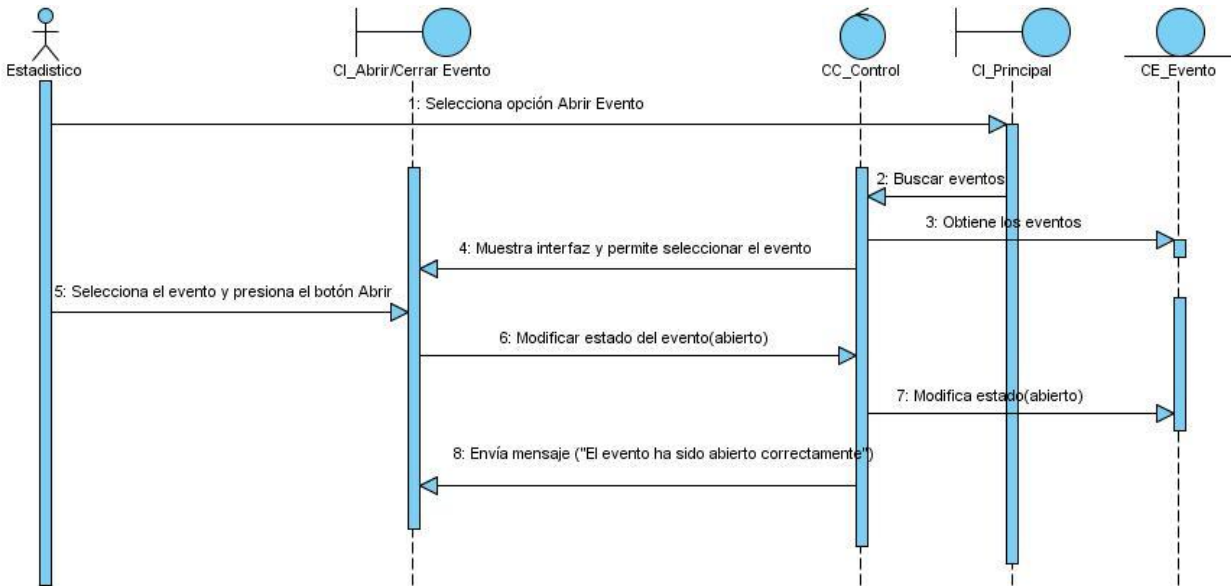 Estadistico
CI_Abrir/Cerrar Evento
CC_Control
CI_Principal
CE_Evento
1: Selecciona opción Abrir Evento
2: Buscar eventos
3: Obtiene los eventos
4: Muestra interfaz y permite seleccionar el evento
5: Selecciona el evento y presiona el botón Abrir
6: Modificar estado del evento(abierto)
7: Modifica estado(abierto)
8: Envía mensaje ("El evento ha sido abierto correctamente")